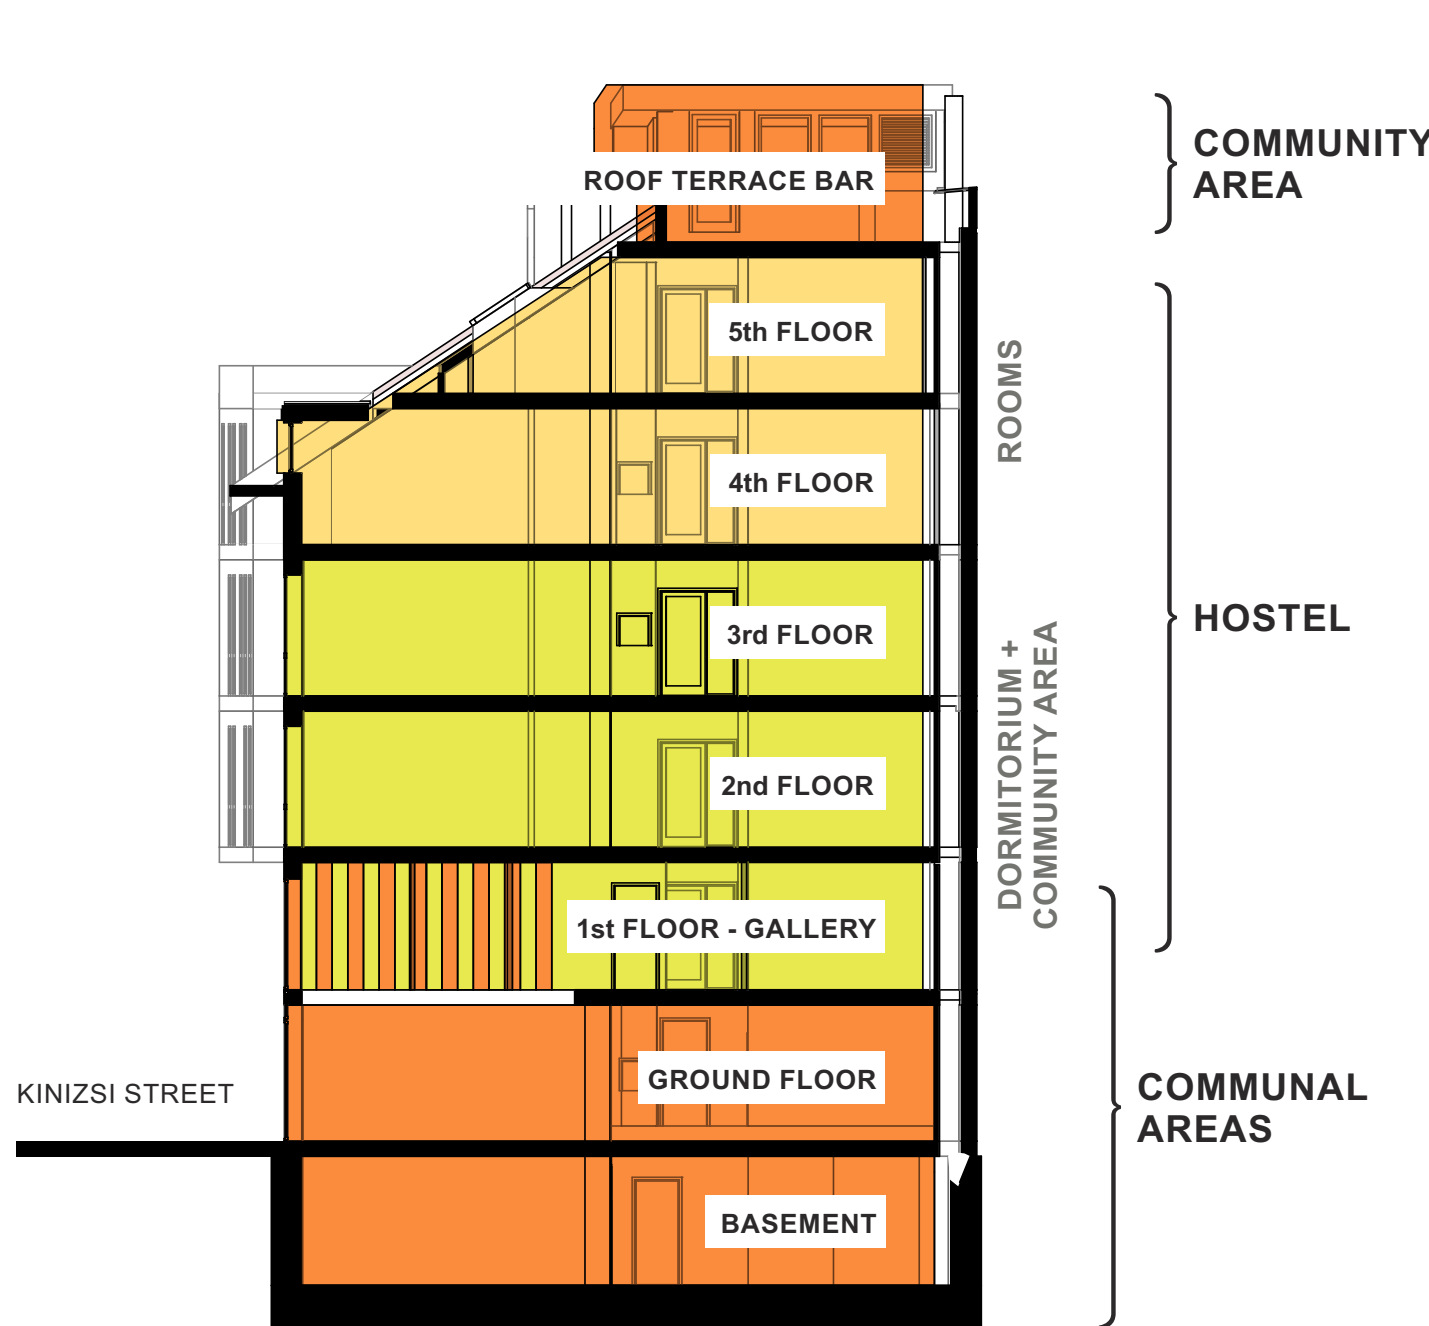 COMMUNITY
AREA
ROOF TERRACE BAR
5th FLOOR
ROOMS
4th FLOOR
HOSTEL
3rd FLOOR
DORMITORIUM +
COMMUNITY AREA
2nd FLOOR
1st FLOOR - GALLERY
GROUND FLOOR
KINIZSI STREET
COMMUNAL
AREAS
BASEMENT